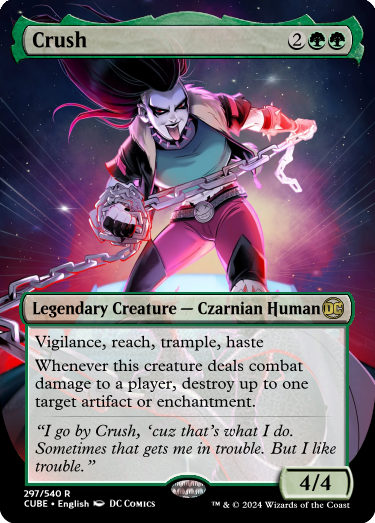 Crush 2
Legendary Creature — Czarnian Human DC
Vigilance, reach, trample, haste
Whenever this creature deals combat
damage to a player, destroy up to one
target artifact or enchantment.
“I go by Crush, ‘cuz that’s what I do.
Sometimes that gets me in trouble. But I like
trouble.”
4/4
297/540 R
CUBE • English DC COMICS
™ & © 2024 Wizards of the Coast